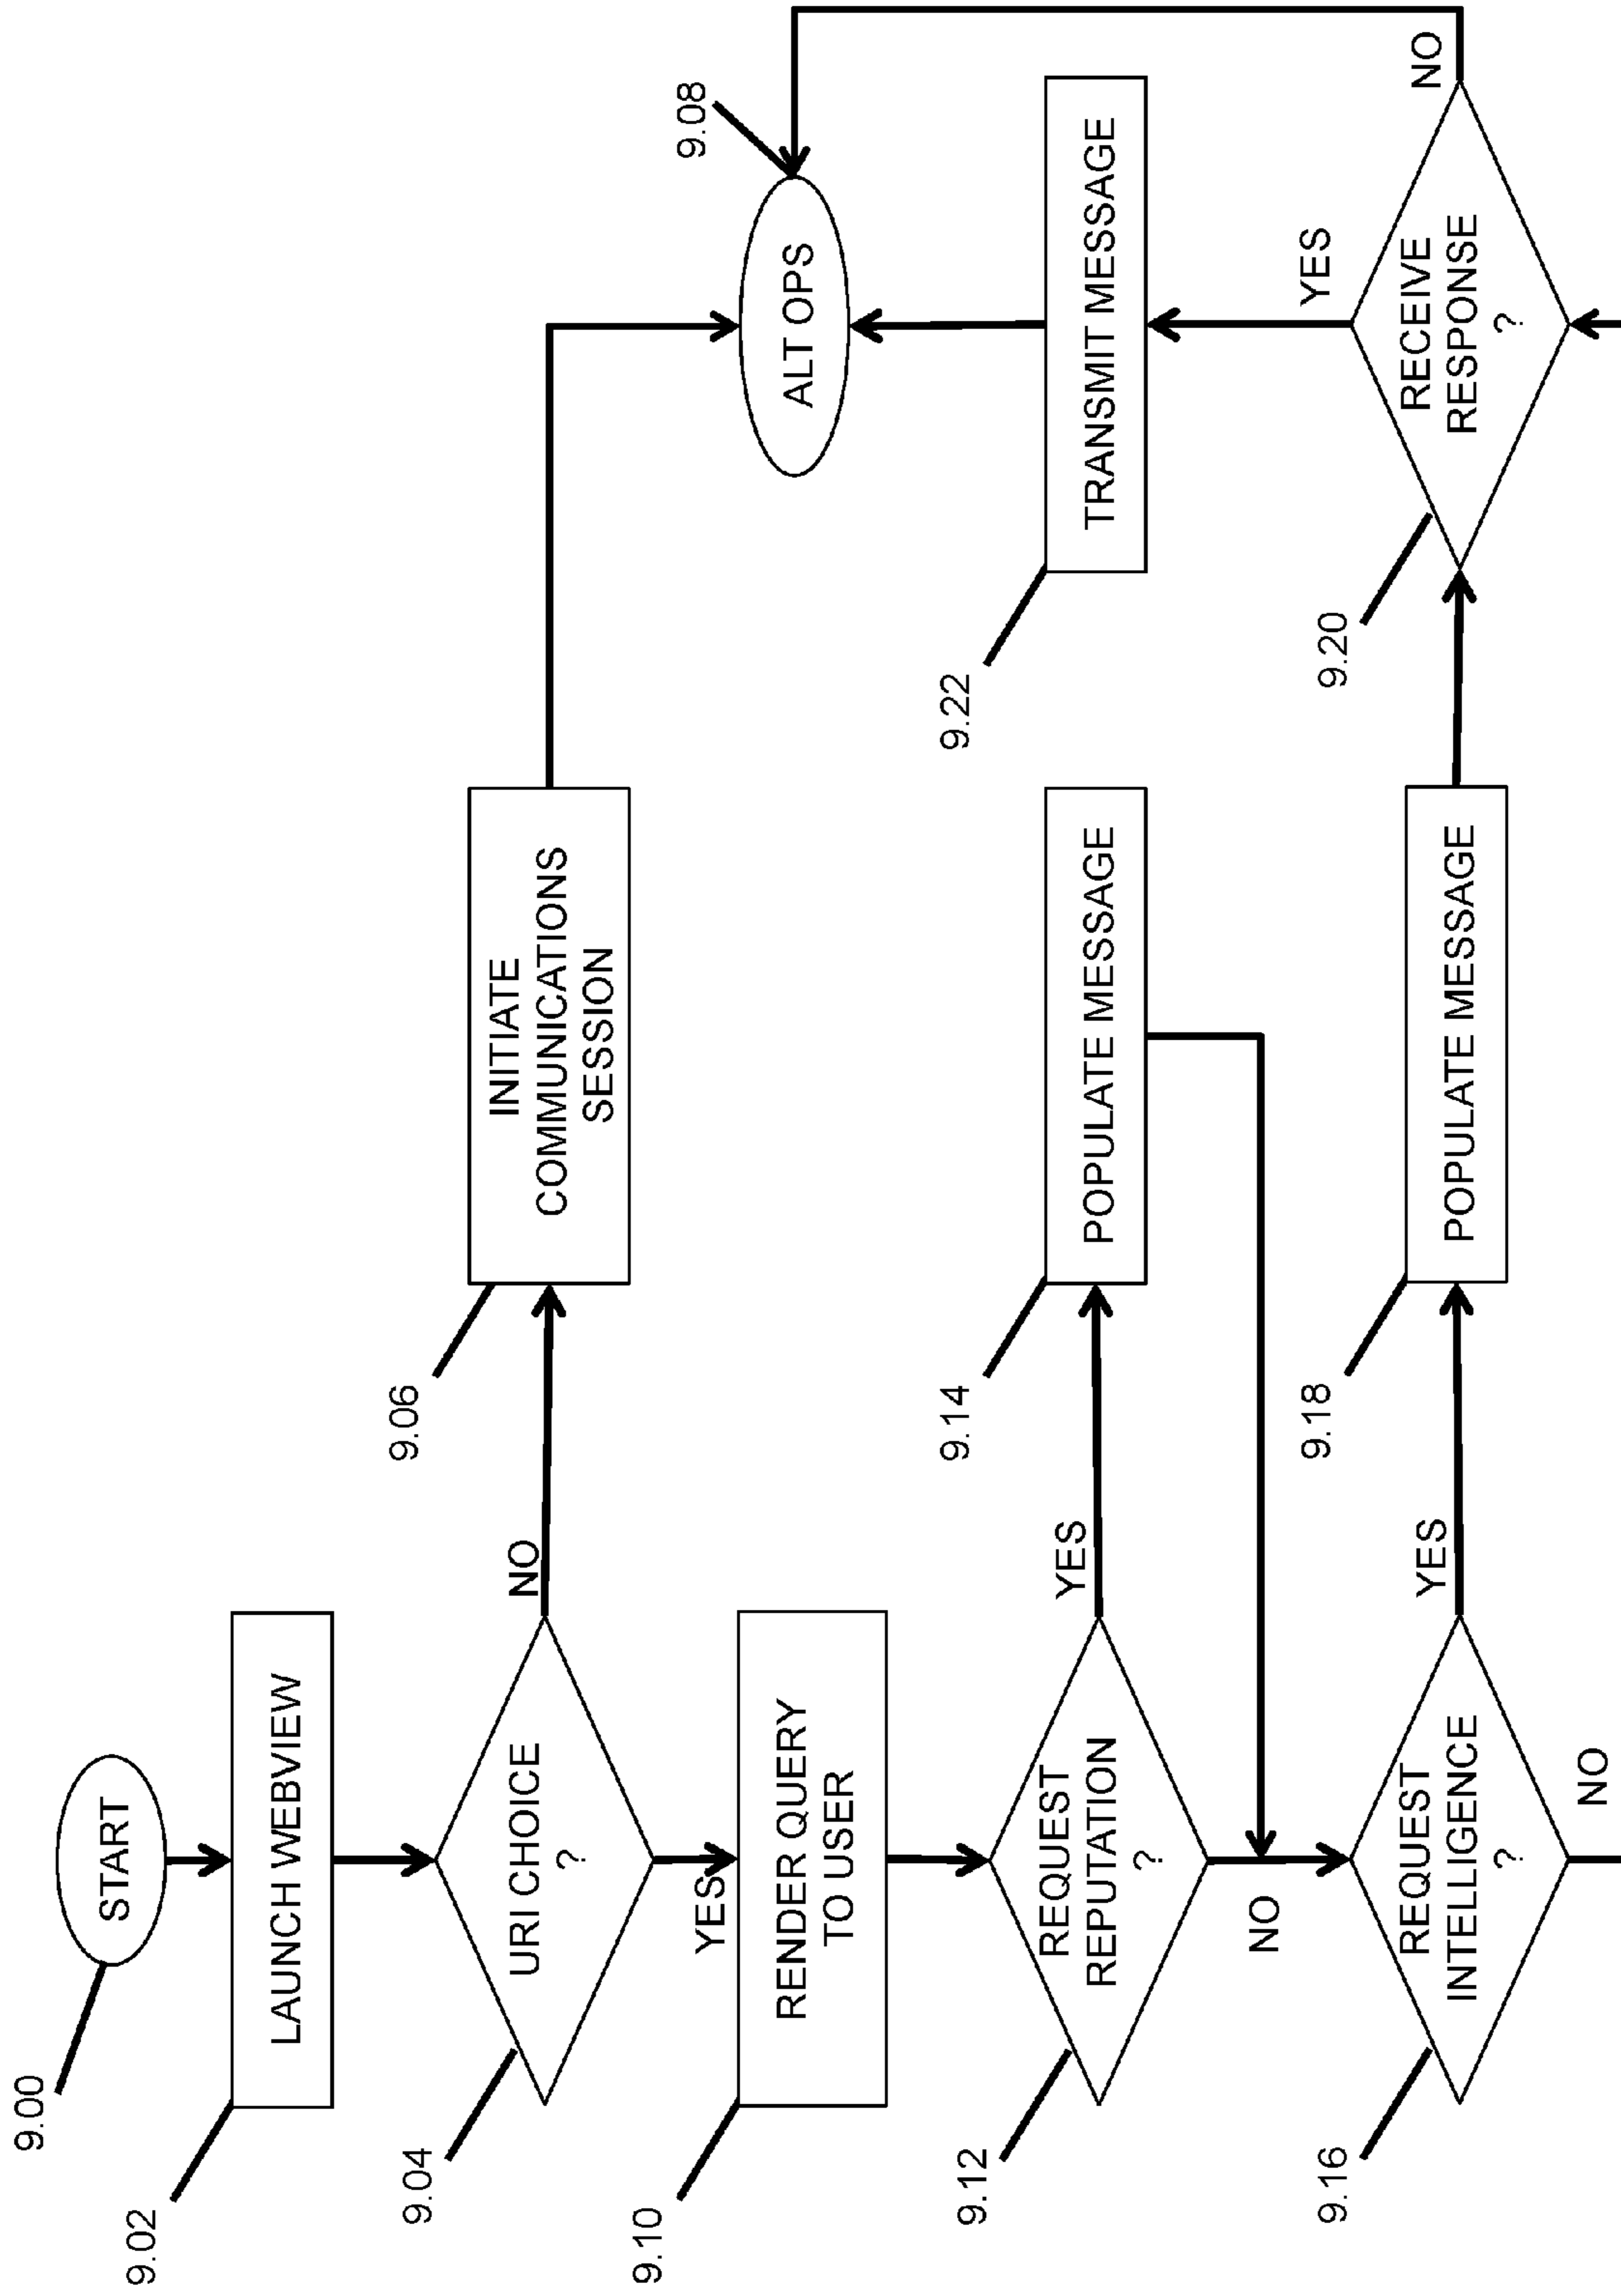 9.00
START
9.02
LAUNCH WEBVIEW
9.04
URI CHOICE
?
NO
YES
9.06
INITIATE
COMMUNICATIONS
SESSION
9.08
ALT OPS
9.10
RENDER QUERY
TO USER
9.12
REQUEST
REPUTATION
?
YES
NO
9.14
POPULATE MESSAGE
9.22
TRANSMIT MESSAGE
9.16
REQUEST
INTELLIGENCE
?
YES
NO
9.18
POPULATE MESSAGE
9.20
RECEIVE
RESPONSE
?
YES
NO